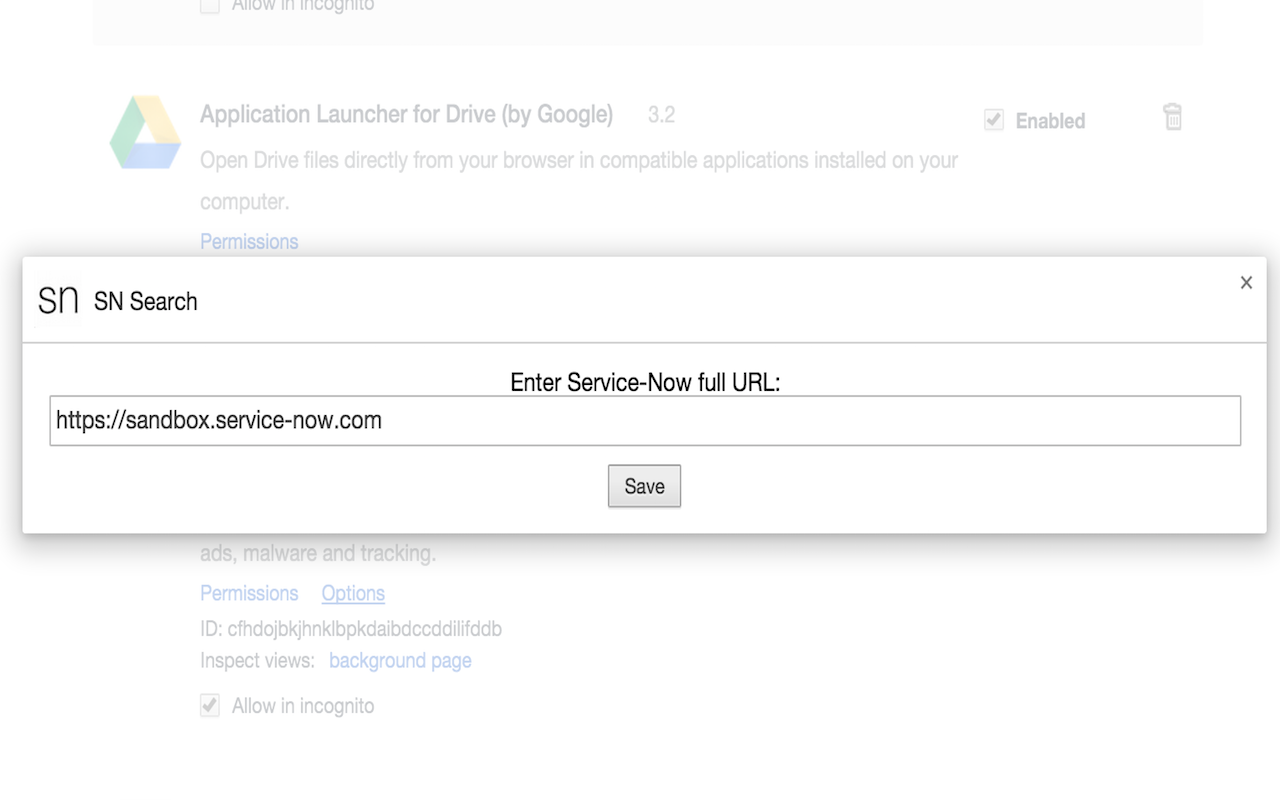 Allow in incognito
Application Launcher for Drive (by Google) 3.2
Enabled
Open Drive files directly from your browser in compatible applications installed on your
computer.
Permissions
sn SN Search
×
Enter Service-Now full URL:
https://sandbox.service-now.com
Save
ads, malware and tracking.
Permissions Options
ID: cfhdojbkjhnklbpkdaibdccddilifddb
Inspect views: background page
Allow in incognito